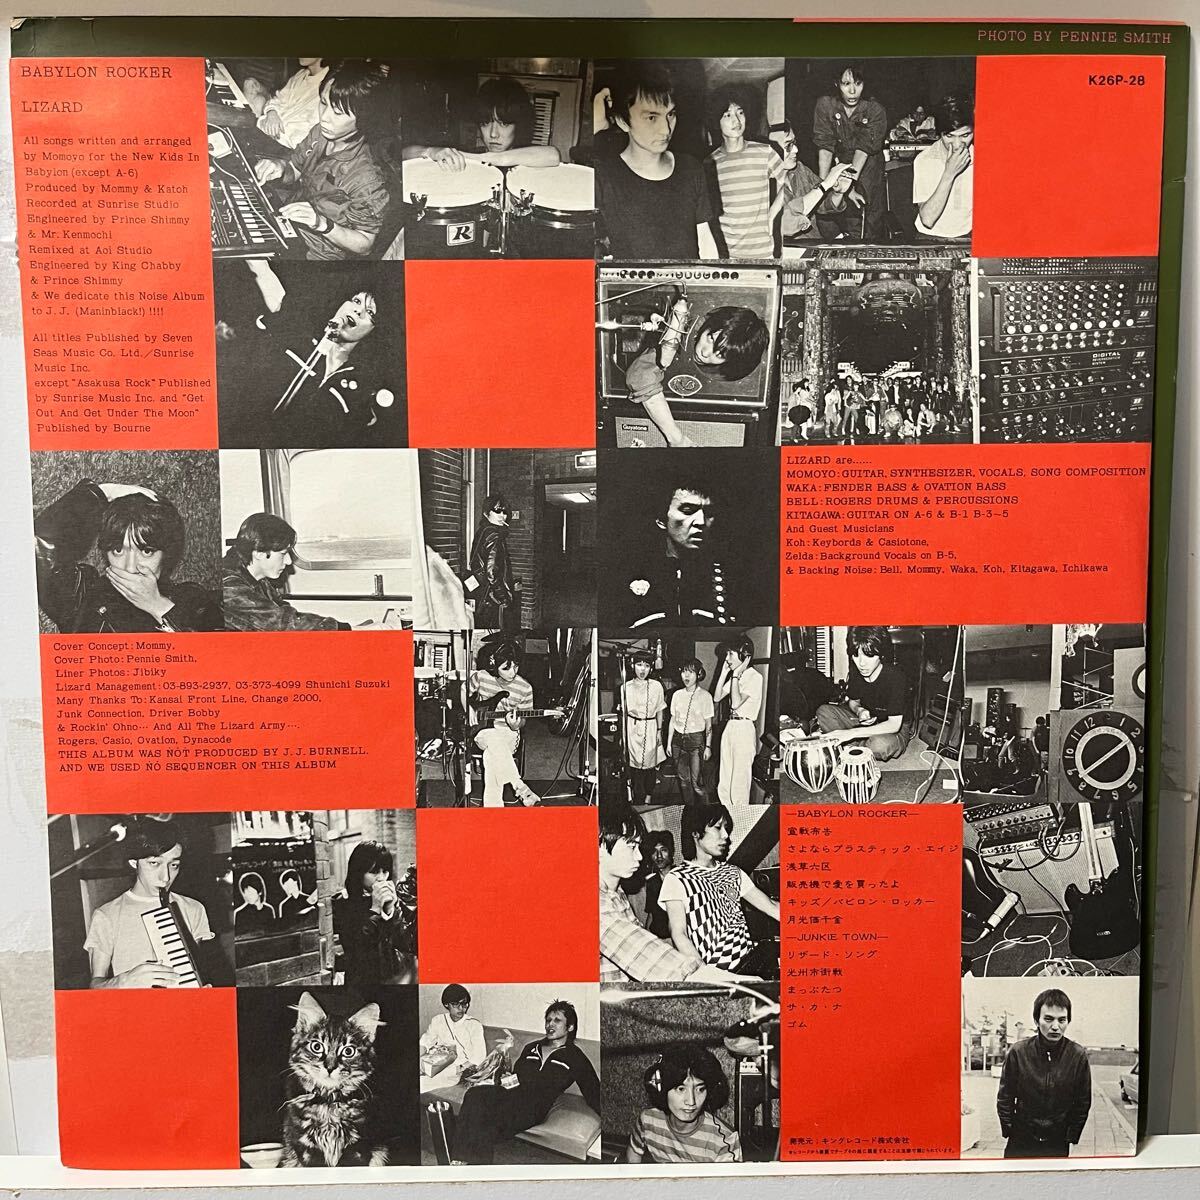 PHOTO BY PENNIE SMITH
K26P-28
BABYLON ROCKER
LIZARD
All songs written and arranged
by Momoyo for the New Kids In
Babylon (except A-6)
Produced by Mommy & Katoh
Recorded at Sunrise Studio
Engineered by Prince Shimmy
& Mr. Kenmochi
Remixed at Aoi Studio
Engineered by King Chabby
& Prince Shimmy
& We dedicate this Noise Album
to J.J. (Maninblack!) !!!!
All titles Published by Seven
Seas Music Co. Ltd./Sunrise
Music Inc.
except "Asakusa Rock" Published
by Sunrise Music Inc. and "Get
Out And Get Under The Moon"
Published by Bourne
R
Guyatone
DIGITAL
LIZARD are......
MOMOYO: GUITAR, SYNTHESIZER, VOCALS, SONG COMPOSITION
WAKA: FENDER BASS & OVATION BASS
BELL: ROGERS DRUMS & PERCUSSIONS
KITAGAWA: GUITAR ON A-6 & B-1 B-3~5
And Guest Musicians
Koh: Keybords & Casiotone,
Zelda: Background Vocals on B-5,
& Backing Noise: Bell, Mommy, Waka, Koh, Kitagawa, Ichikawa
Cover Concept: Mommy,
Cover Photo: Pennie Smith,
Liner Photos: Jibiky
Lizard Management: 03-893-2937, 03-373-4099 Shunichi Suzuki
Many Thanks To: Kansai Front Line, Change 2000,
Junk Connection, Driver Bobby
& Rockin' Ohno… And All The Lizard Army….
Rogers, Casio, Ovation, Dynacode
THIS ALBUM WAS NOT PRODUCED BY J.J. BURNELL.
AND WE USED NO SEQUENCER ON THIS ALBUM
12 1 2 5 6 7 8 9 10 11
—BABYLON ROCKER—
宣戦布告
さよならプラスティック・エイジ
浅草六区
販売機で愛を買ったよ
キッズ/バビロン・ロッカー
月光価千金
—JUNKIE TOWN—
リザード・ソング
光州市街戦
まっぷたつ
サ・カ・ナ
ゴム
発売元:キングレコード株式会社